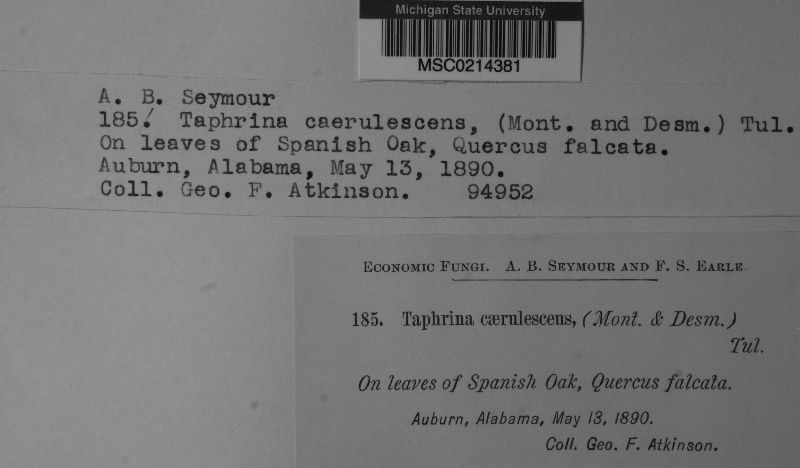 Michigan State University
MSC0214381
A. B. Seymour
185. Taphrina caerulescens, (Mont. and Desm.) Tul.
On leaves of Spanish Oak, Quercus falcata.
Auburn, Alabama, May 13, 1890.
Coll. Geo. F. Atkinson. 94952
Economic Fungi. A. B. Seymour and F. S. Earle.
185. Taphrina cærulescens, (Mont. & Desm.)
Tul.
On leaves of Spanish Oak, Quercus falcata.
Auburn, Alabama, May 13, 1890.
Coll. Geo. F. Atkinson.